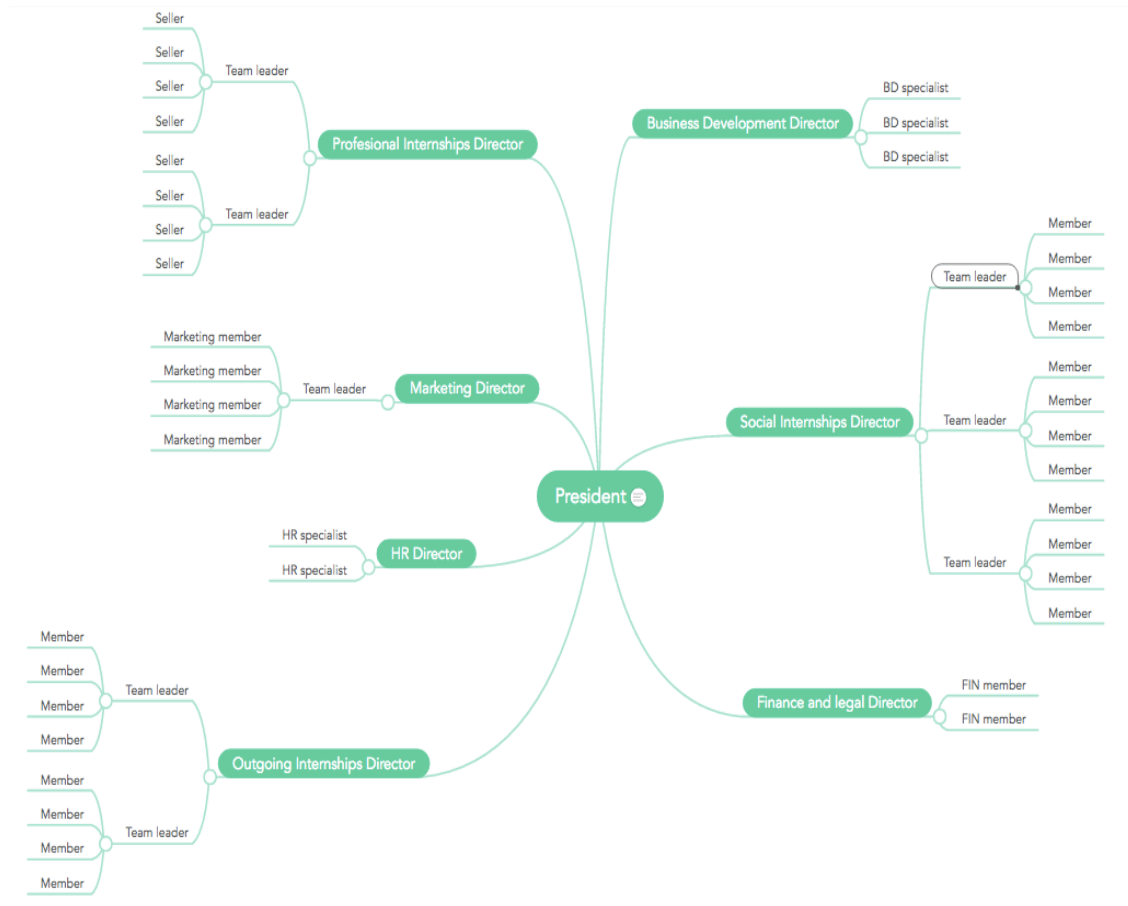 Seller
Seller
Seller
Seller
Team leader
Seller
Seller
Seller
Seller
Team leader
Profesional Internships Director
Marketing member
Marketing member
Marketing member
Marketing member
Team leader
Marketing Director
HR specialist
HR specialist
HR Director
Member
Member
Member
Member
Team leader
Member
Member
Member
Member
Team leader
Outgoing Internships Director
President
Business Development Director
BD specialist
BD specialist
BD specialist
Social Internships Director
Team leader
Member
Member
Member
Member
Team leader
Member
Member
Member
Member
Team leader
Member
Member
Member
Member
Finance and legal Director
FIN member
FIN member